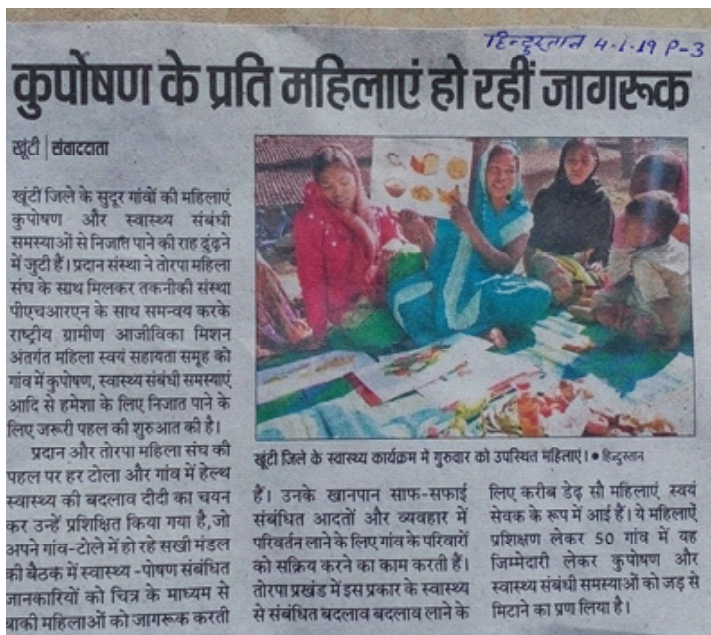 हिन्दुस्तान 4-1-19 P-3
कुपोषण के प्रति महिलाएं हो रहीं जागरूक
खूंटी | संवाददाता
खूंटी जिले के सुदूर गांवों की महिलाएं
कुपोषण और स्वास्थ्य संबंधी
समस्याओं से निजात पाने की राह ढूंढ़ने
में जुटी हैं। प्रदान संस्था ने तोरपा महिला
संघ के साथ मिलकर तकनीकी संस्था
पीएचआरएन के साथ समन्वय करके
राष्ट्रीय ग्रामीण आजीविका मिशन
अंतर्गत महिला स्वयं सहायता समूह की
गांव में कुपोषण, स्वास्थ्य संबंधी समस्याएं
आदि से हमेशा के लिए निजात पाने के
लिए जरूरी पहल की शुरुआत की है।
प्रदान और तोरपा महिला संघ की
पहल पर हर टोला और गांव में हेल्थ
स्वास्थ्य की बदलाव दीदी का चयन
कर उन्हें प्रशिक्षित किया गया है, जो
अपने गांव-टोले में हो रहे सखी मंडल
की बैठक में स्वास्थ्य -पोषण संबंधित
जानकारियों को चित्र के माध्यम से
बाकी महिलाओं को जागरूक करती
खूंटी जिले के स्वास्थ्य कार्यक्रम में गुरुवार को उपस्थित महिलाएं। ● हिन्दुस्तान
हैं। उनके खानपान साफ-सफाई
संबंधित आदतों और व्यवहार में
परिवर्तन लाने के लिए गांव के परिवारों
को सक्रिय करने का काम करती हैं।
तोरपा प्रखंड में इस प्रकार के स्वास्थ्य
से संबंधित बदलाव बदलाव लाने के
लिए करीब डेढ़ सौ महिलाएं स्वयं
सेवक के रूप में आई हैं। ये महिलाएं
प्रशिक्षण लेकर 50 गांव में यह
जिम्मेदारी लेकर कुपोषण और
स्वास्थ्य संबंधी समस्याओं को जड़ से
मिटाने का प्रण लिया है।